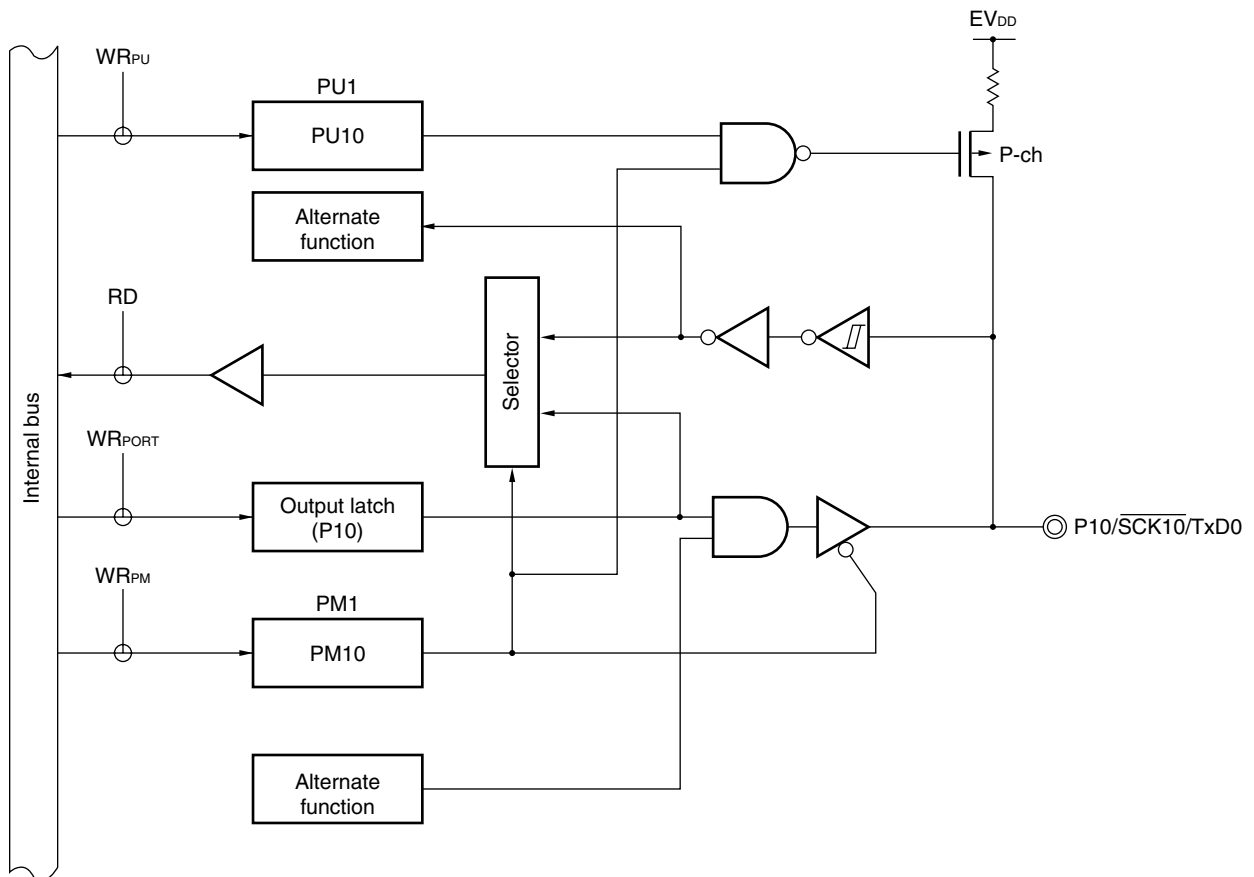 EVDD
WRPU
PU1
PU10
P-ch
Alternate
function
RD
Selector
Internal bus
WRPORT
Output latch
(P10)
P10/SCK10/TxD0
WRPM
PM1
PM10
Alternate
function